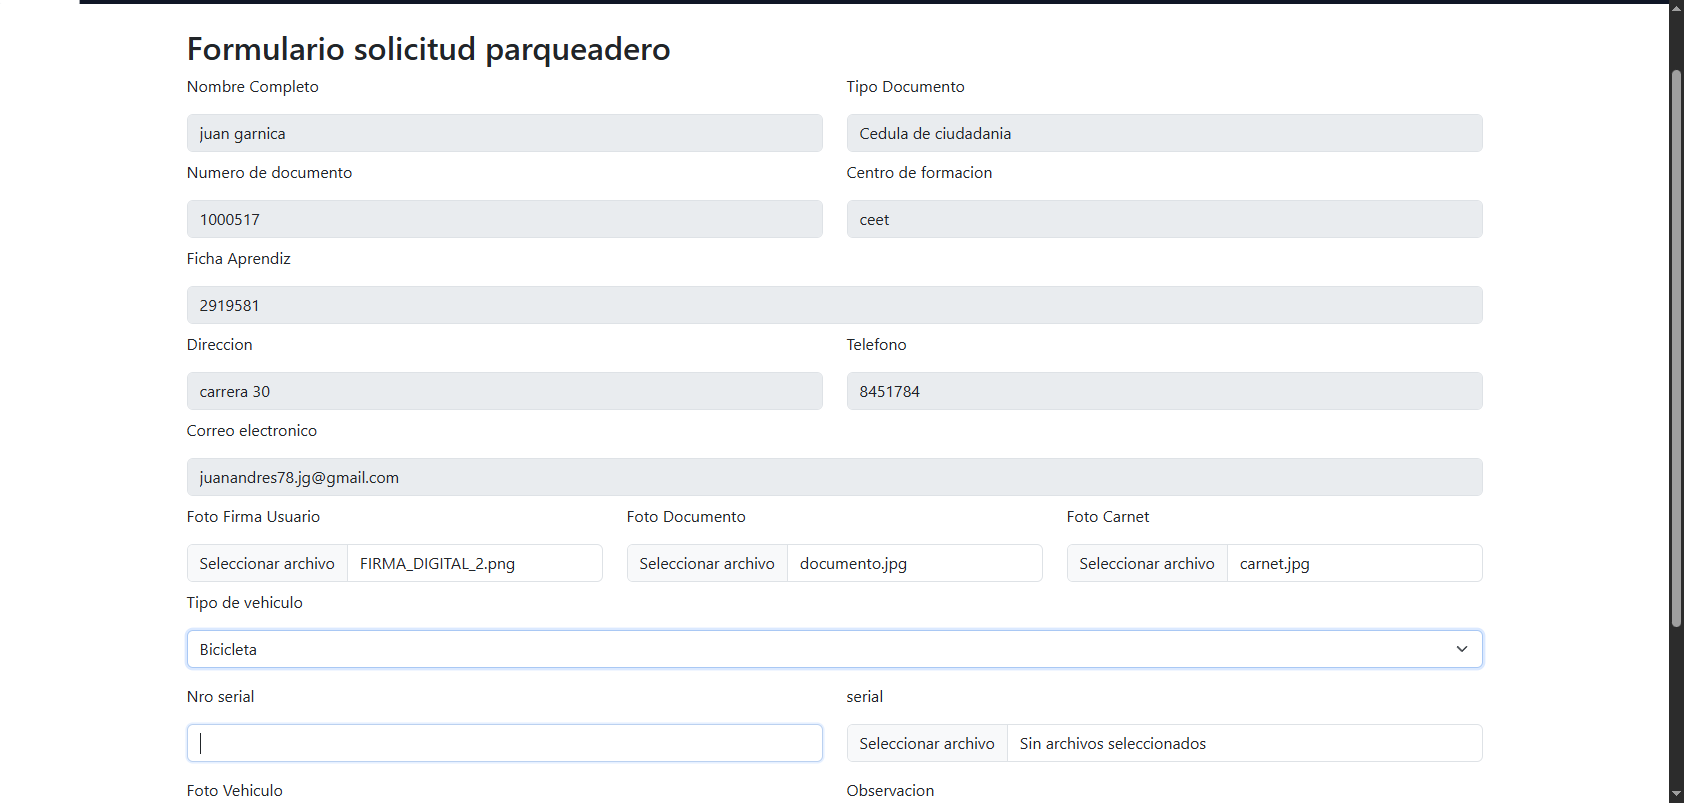 Formulario solicitud parqueadero
Nombre Completo
Tipo Documento
juan garnica
Cedula de ciudadania
Numero de documento
Centro de formacion
1000517
ceet
Ficha Aprendiz
2919581
Direccion
Telefono
carrera 30
8451784
Correo electronico
juanandres78.jg@gmail.com
Foto Firma Usuario
Foto Documento
Foto Carnet
Seleccionar archivo FIRMA_DIGITAL_2.png
Seleccionar archivo documento.jpg
Seleccionar archivo carnet.jpg
Tipo de vehiculo
Bicicleta
Nro serial
serial
Seleccionar archivo Sin archivos seleccionados
Foto Vehiculo
Observacion